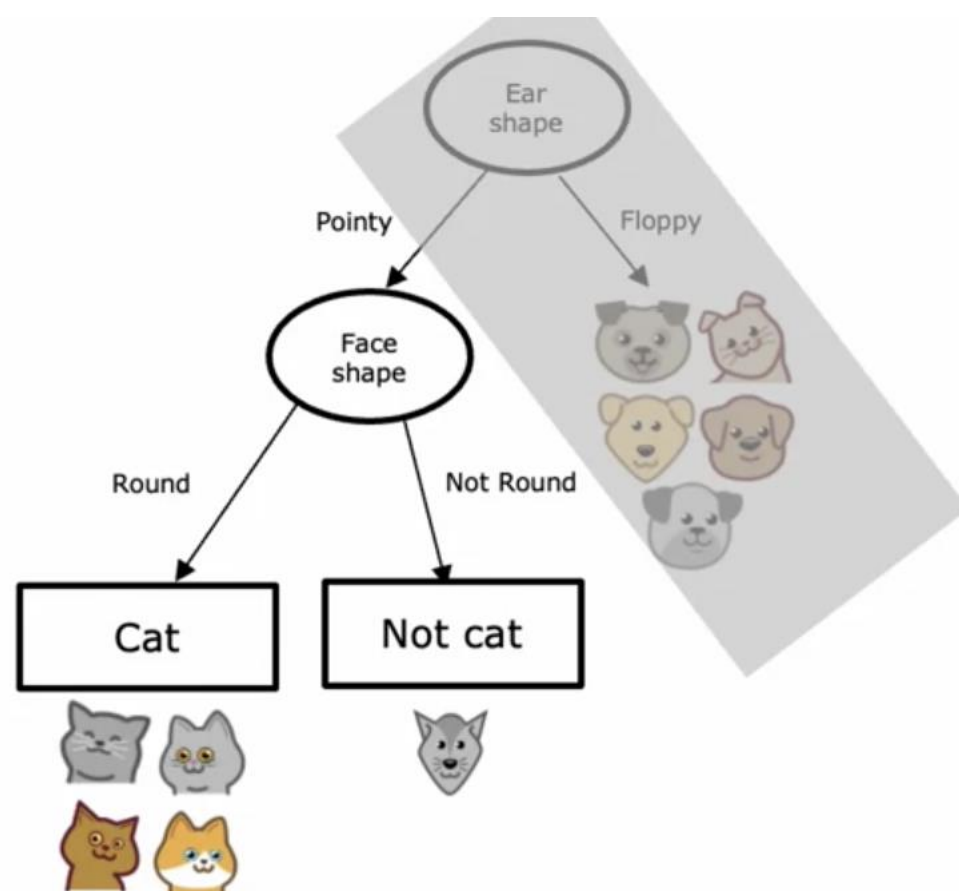 Ear
shape
Pointy
Floppy
Face
shape
Round
Not Round
Cat
Not cat